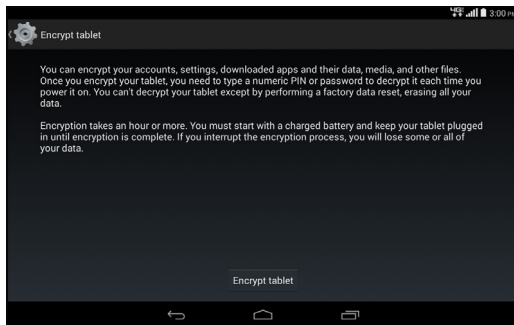 4G 3:00 PM
Encrypt tablet
You can encrypt your accounts, settings, downloaded apps and their data, media, and other files.
Once you encrypt your tablet, you need to type a numeric PIN or password to decrypt it each time you
power it on. You can't decrypt your tablet except by performing a factory data reset, erasing all your
data.
Encryption takes an hour or more. You must start with a charged battery and keep your tablet plugged
in until encryption is complete. If you interrupt the encryption process, you will lose some or all of
your data.
Encrypt tablet